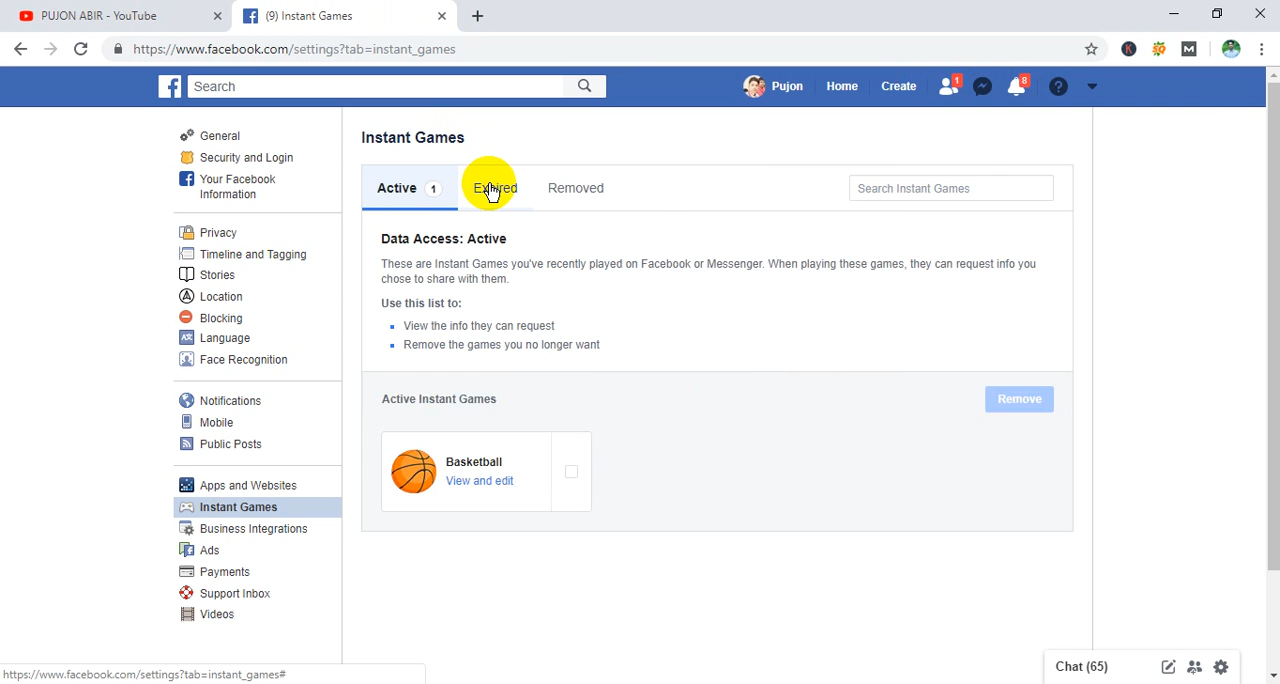 PUJON ABIR - YouTube
(9) Instant Games
https://www.facebook.com/settings?tab=instant_games
Search
Pujon
Home
Create
1
8
General
Security and Login
Your Facebook
Information
Privacy
Timeline and Tagging
Stories
Location
Blocking
Language
Face Recognition
Notifications
Mobile
Public Posts
Apps and Websites
Instant Games
Business Integrations
Ads
Payments
Support Inbox
Videos
Instant Games
Active 1
Expired
Removed
Search Instant Games
Data Access: Active
These are Instant Games you've recently played on Facebook or Messenger. When playing these games, they can request info you
chose to share with them.
Use this list to:
View the info they can request
Remove the games you no longer want
Active Instant Games
Remove
Basketball
View and edit
Chat (65)
https://www.facebook.com/settings?tab=instant_games#